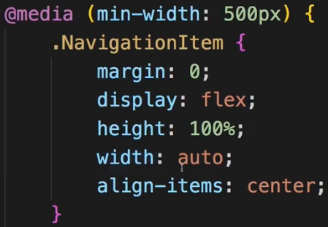 @media (min-width: 500px) {
.NavigationItem {
margin: 0;
display: flex;
height: 100%;
width: auto;
align-items: center;
}